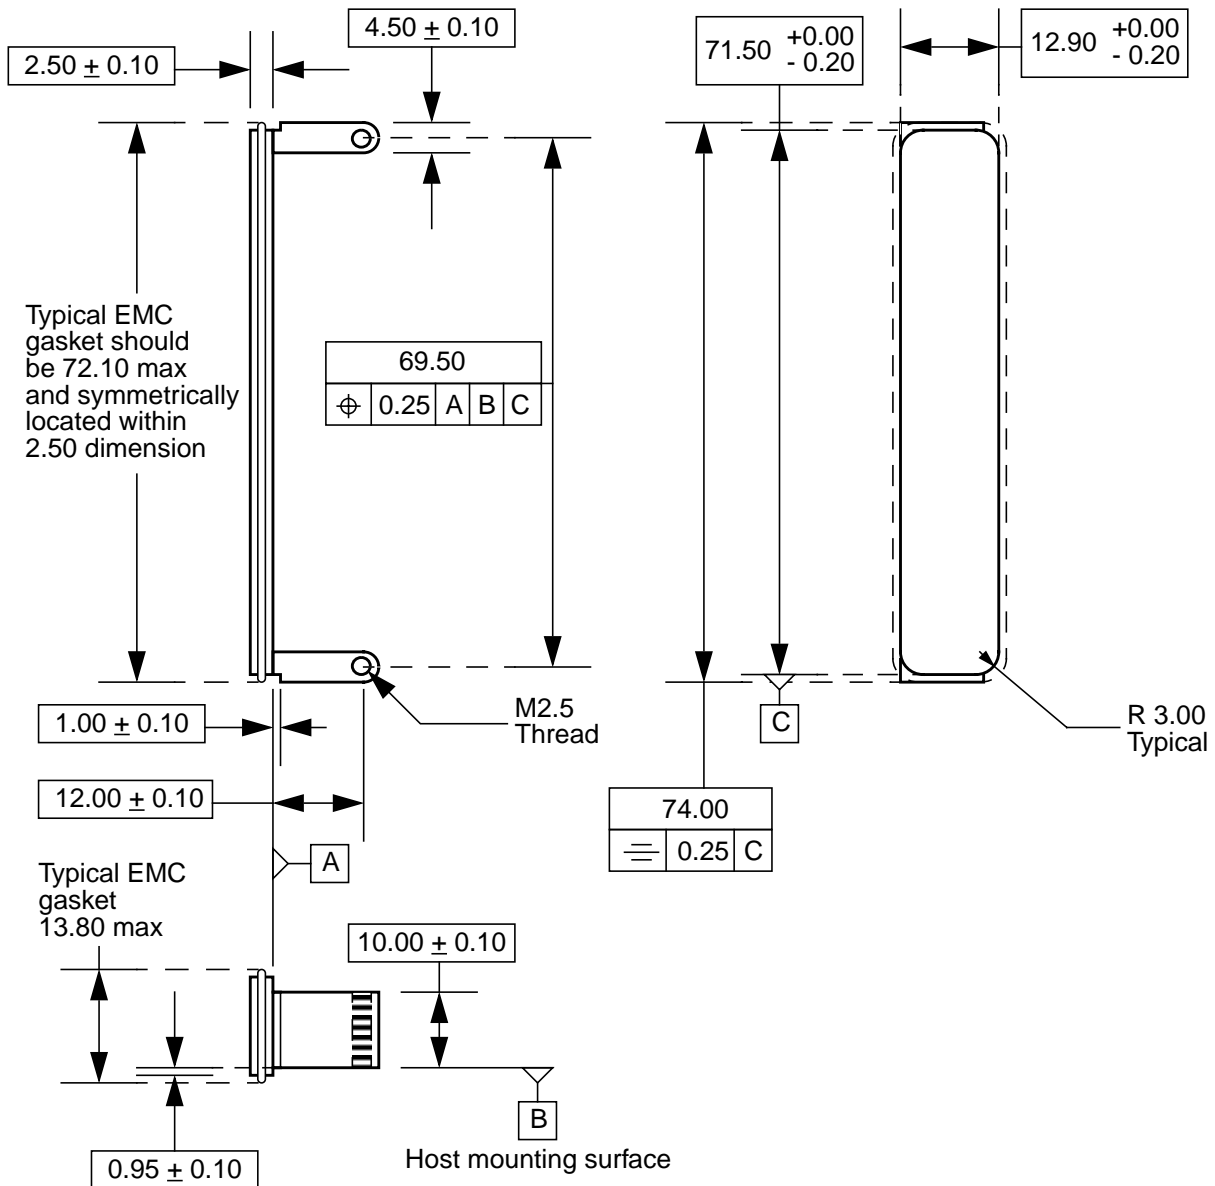 4.50 ± 0.10
2.50 ± 0.10
71.50 +0.00
- 0.20
12.90 +0.00
- 0.20
Typical EMC
gasket should
be 72.10 max
and symmetrically
located within
2.50 dimension
69.50
⌖ 0.25 A B C
M2.5
Thread
C
R 3.00
Typical
1.00 ± 0.10
12.00 ± 0.10
74.00
⌯ 0.25 C
A
Typical EMC
gasket
13.80 max
10.00 ± 0.10
B
Host mounting surface
0.95 ± 0.10